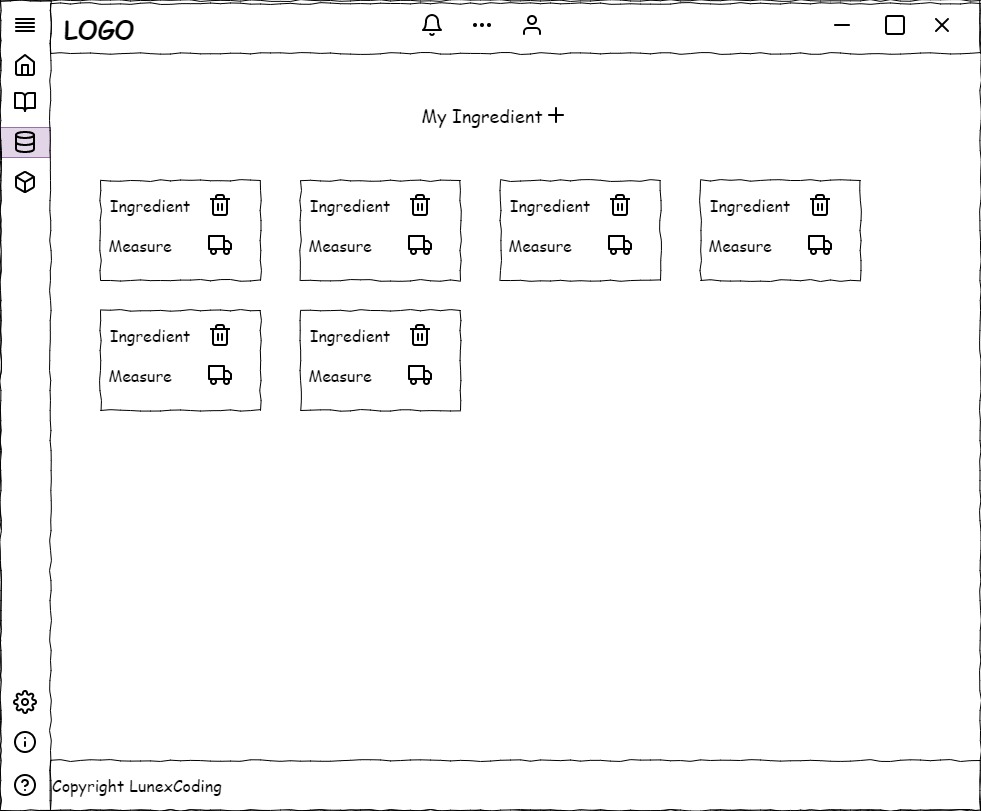 LOGO
My Ingredient
Ingredient Ingredient Ingredient Ingredient
Measure Measure Measure Measure
Ingredient Ingredient
Measure Measure
Copyright LunexCoding